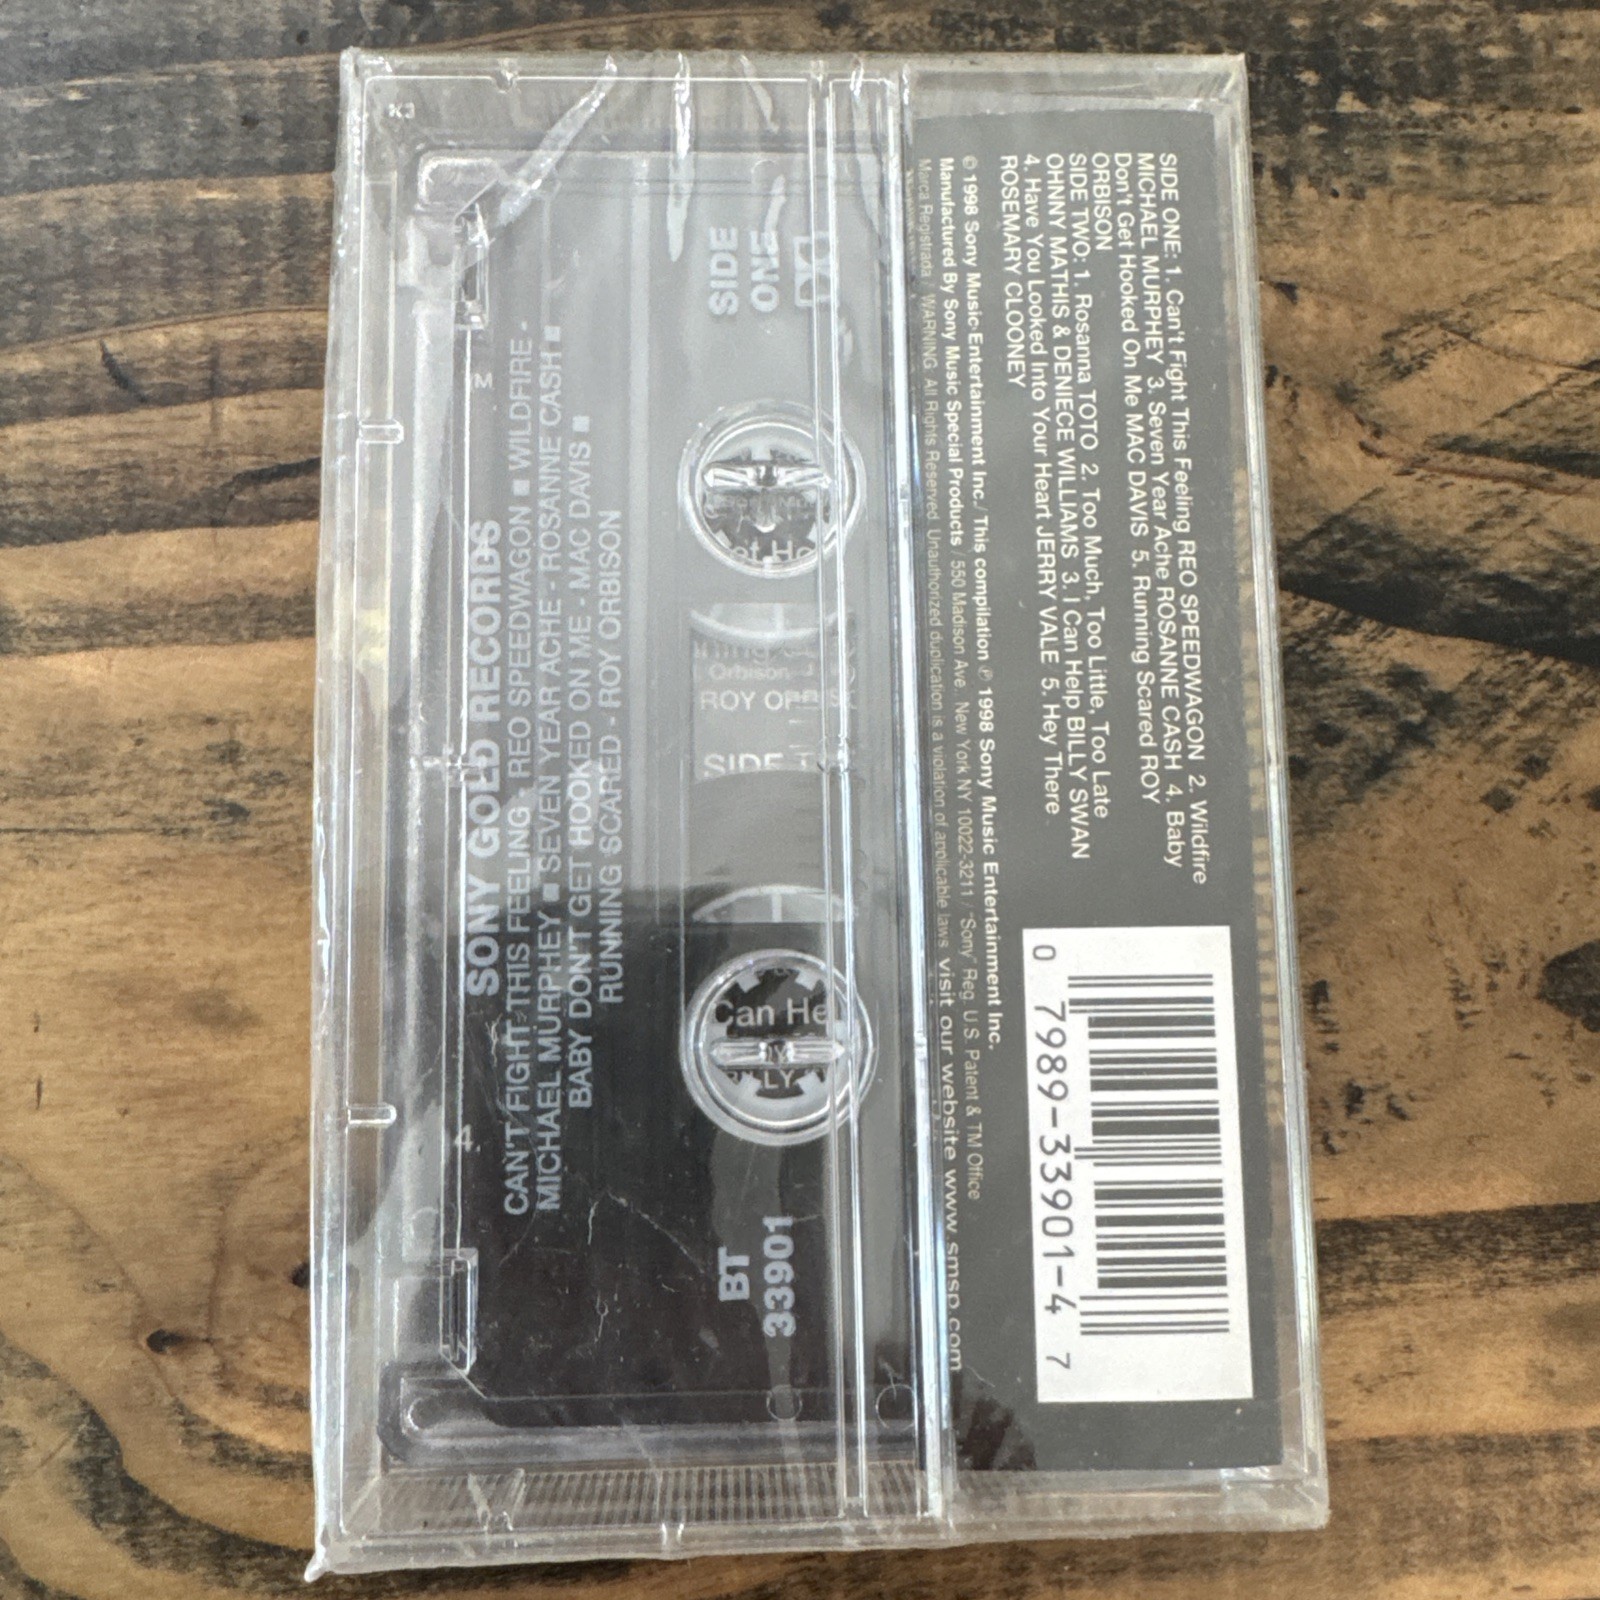 SIDE ONE: 1. Can't Fight This Feeling REO SPEEDWAGON 2. Wildfire
MICHAEL MURPHEY 3. Seven Year Ache ROSANNE CASH 4. Baby
Don't Get Hooked On Me MAC DAVIS 5. Running Scared ROY
ORBISON
SIDE TWO: 1. Rosanna TOTO 2. Too Much, Too Little, Too Late
OHNNY MATHIS & DENIECE WILLIAMS 3. I Can Help BILLY SWAN
4. Have You Looked Into Your Heart JERRY VALE 5. Hey There
ROSEMARY CLOONEY
© 1998 Sony Music Entertainment Inc./ This compilation ℗ 1998 Sony Music Entertainment Inc.
Manufactured By Sony Music Special Products / 550 Madison Ave. New York NY 10022-3211 / "Sony" Reg. U.S. Patent & TM Office
Marca Registrada / WARNING: All Rights Reserved. Unauthorized duplication is a violation of applicable laws. visit our website www.smsp.com
0 7989-33901-4 7
SIDE
ONE
SONY GOLD RECORDS
CAN'T FIGHT THIS FEELING - REO SPEEDWAGON ■ WILDFIRE -
MICHAEL MURPHEY ■ SEVEN YEAR ACHE - ROSANNE CASH ■
BABY DON'T GET HOOKED ON ME - MAC DAVIS ■
RUNNING SCARED - ROY ORBISON
BT
33901
Orbison
ROY
SIDE
Can He
4.
TM